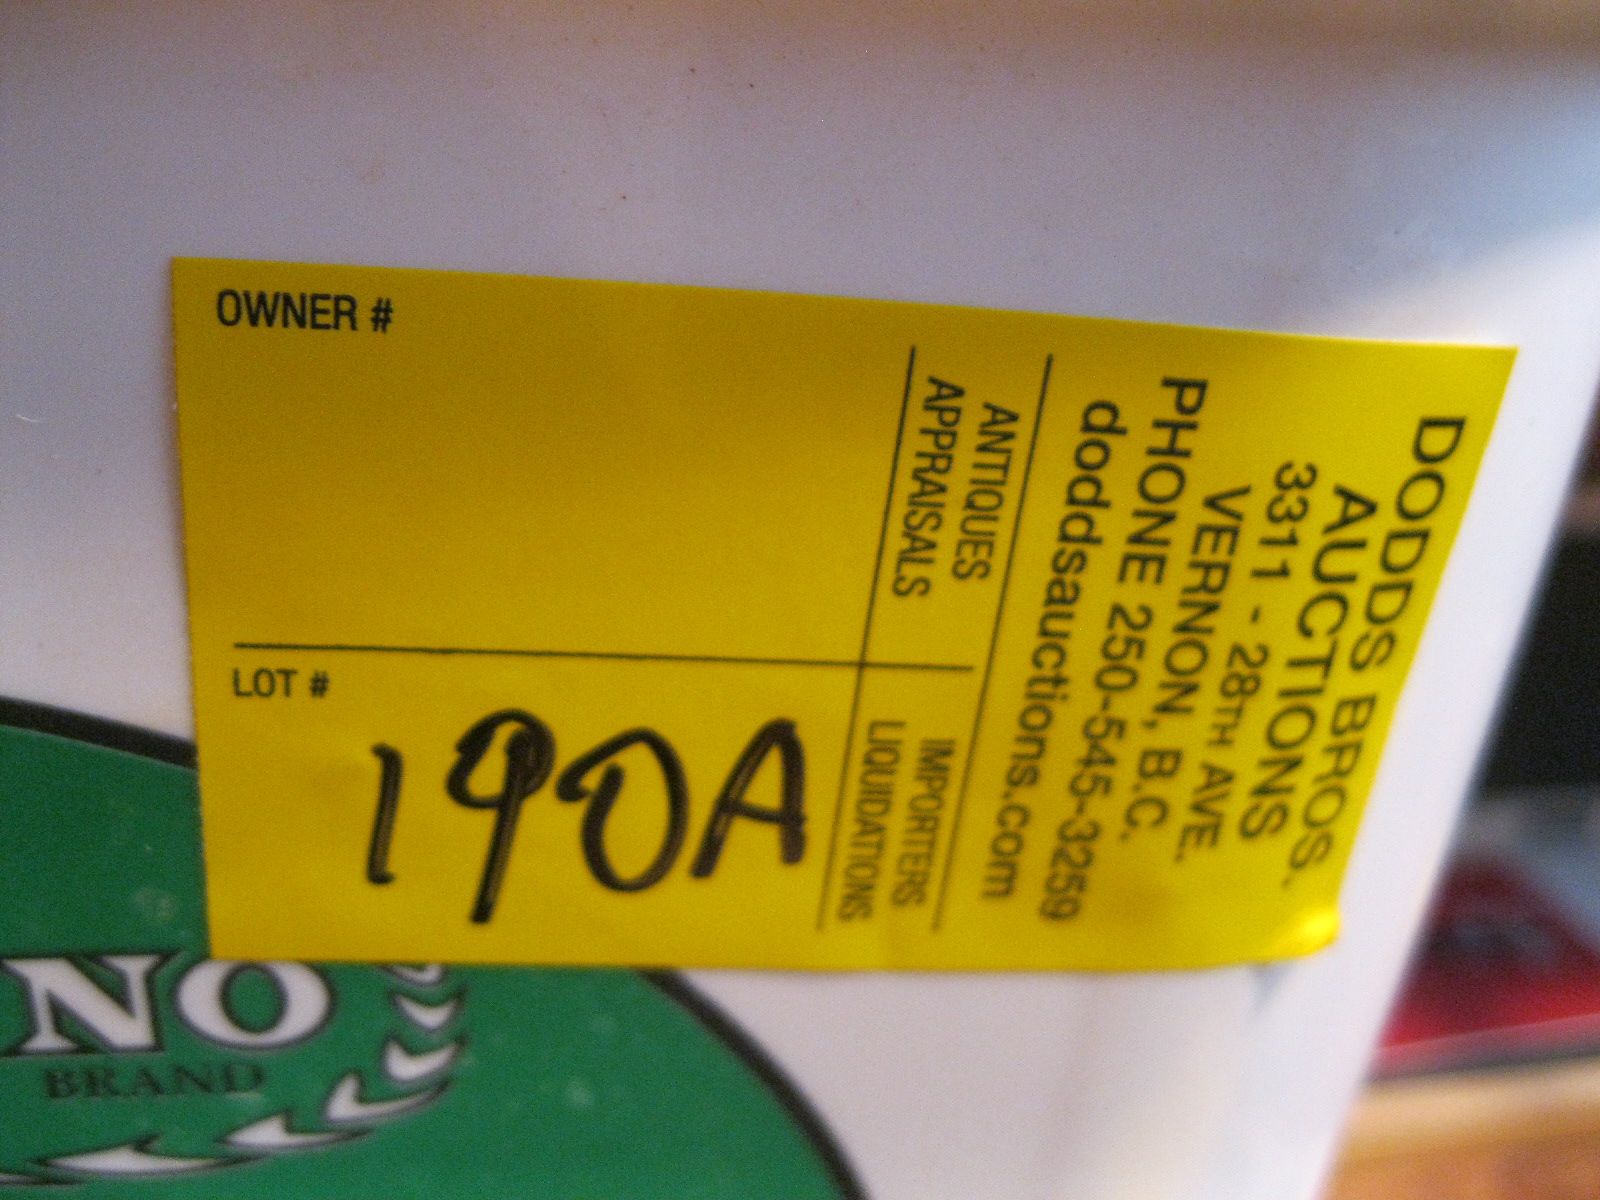 OWNER #
LOT #
190A
DODDS BROS.
AUCTIONS
3311 - 28TH AVE.
VERNON, B.C.
PHONE 250-545-3259
doddsauctions.com
ANTIQUES
APPRAISALS
IMPORTERS
LIQUIDATIONS
NO
BRAND